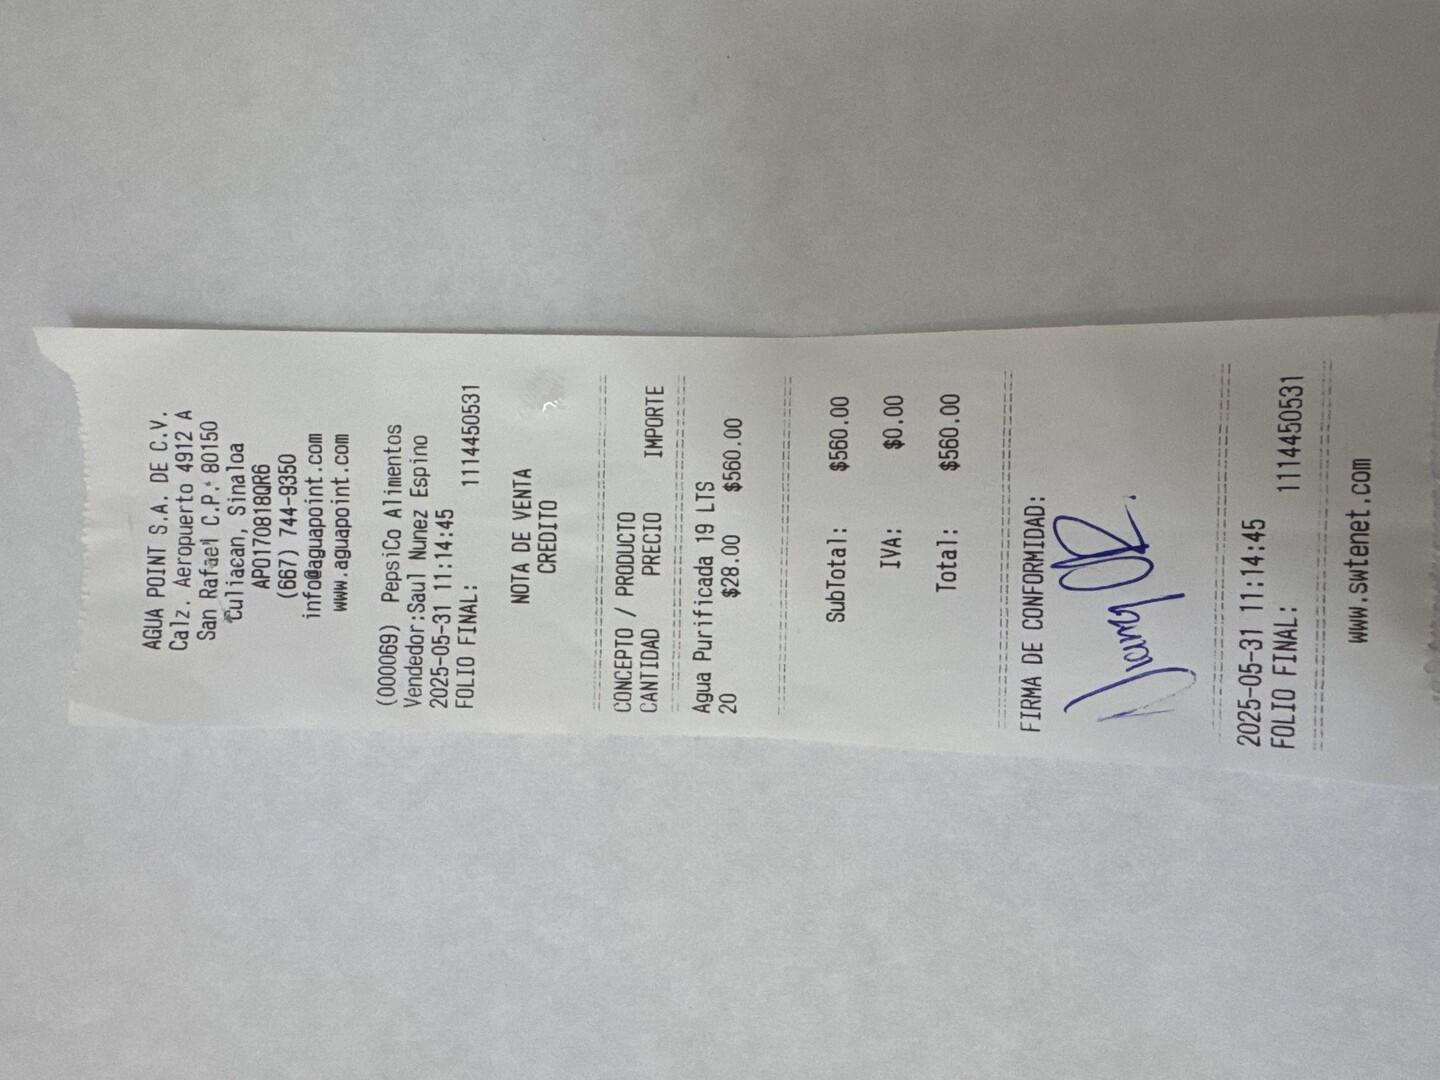 AGUA POINT S.A. DE C.V.
Calz. Aeropuerto 4912 A
San Rafael C.P.: 80150
Culiacan, Sinaloa
APO170818QR6
(667) 744-9350
info@aguapoint.com
www.aguapoint.com
(000069) PepsiCo Alimentos
Vendedor:Saul Nunez Espino
2025-05-31 11:14:45
FOLIO FINAL: 1114450531
NOTA DE VENTA
CREDITO
CONCEPTO / PRODUCTO
CANTIDAD PRECIO IMPORTE
Agua Purificada 19 LTS
20 $28.00 $560.00
SubTotal: $560.00
IVA: $0.00
Total: $560.00
FIRMA DE CONFORMIDAD:
2025-05-31 11:14:45
FOLIO FINAL: 1114450531
www.swtenet.com